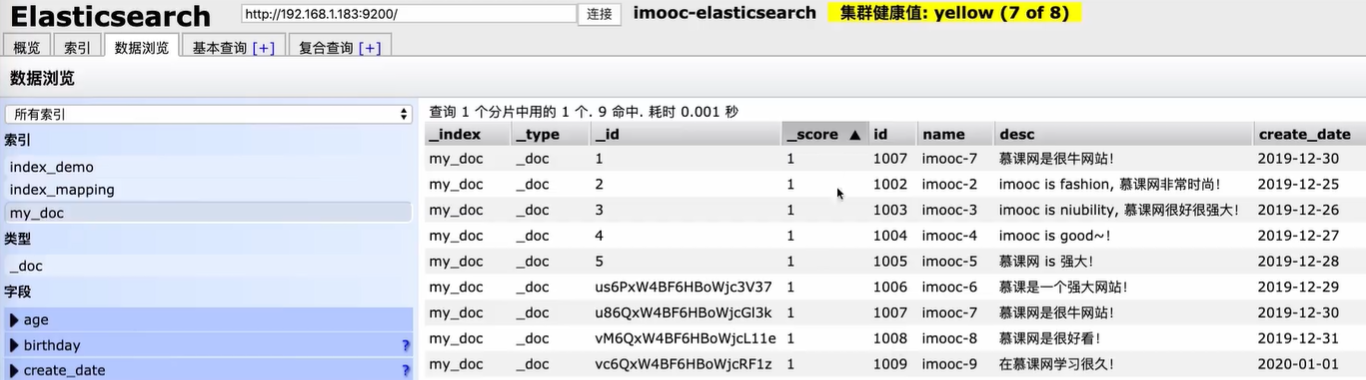 Elasticsearch http://192.168.1.183:9200/ 连接 imooc-elasticsearch 集群健康值: yellow (7 of 8)
概览 索引 数据浏览 基本查询 [+] 复合查询 [+]
数据浏览
所有索引
索引
index_demo
index_mapping
my_doc
类型
_doc
字段
▶ age
▶ birthday ?
▶ create_date ?
查询 1 个分片中用的 1 个. 9 命中. 耗时 0.001 秒
_index _type _id _score ▲ id name desc create_date
my_doc _doc 1 1 1007 imooc-7 慕课网是很牛网站! 2019-12-30
my_doc _doc 2 1 1002 imooc-2 imooc is fashion, 慕课网非常时尚! 2019-12-25
my_doc _doc 3 1 1003 imooc-3 imooc is niubility, 慕课网很好很强大! 2019-12-26
my_doc _doc 4 1 1004 imooc-4 imooc is good~! 2019-12-27
my_doc _doc 5 1 1005 imooc-5 慕课网 is 强大! 2019-12-28
my_doc _doc us6PxW4BF6HBoWjc3V37 1 1006 imooc-6 慕课是一个强大网站! 2019-12-29
my_doc _doc u86QxW4BF6HBoWjcGl3k 1 1007 imooc-7 慕课网是很牛网站! 2019-12-30
my_doc _doc vM6QxW4BF6HBoWjcL11e 1 1008 imooc-8 慕课网是很好看! 2019-12-31
my_doc _doc vc6QxW4BF6HBoWjcRF1z 1 1009 imooc-9 在慕课网学习很久! 2020-01-01